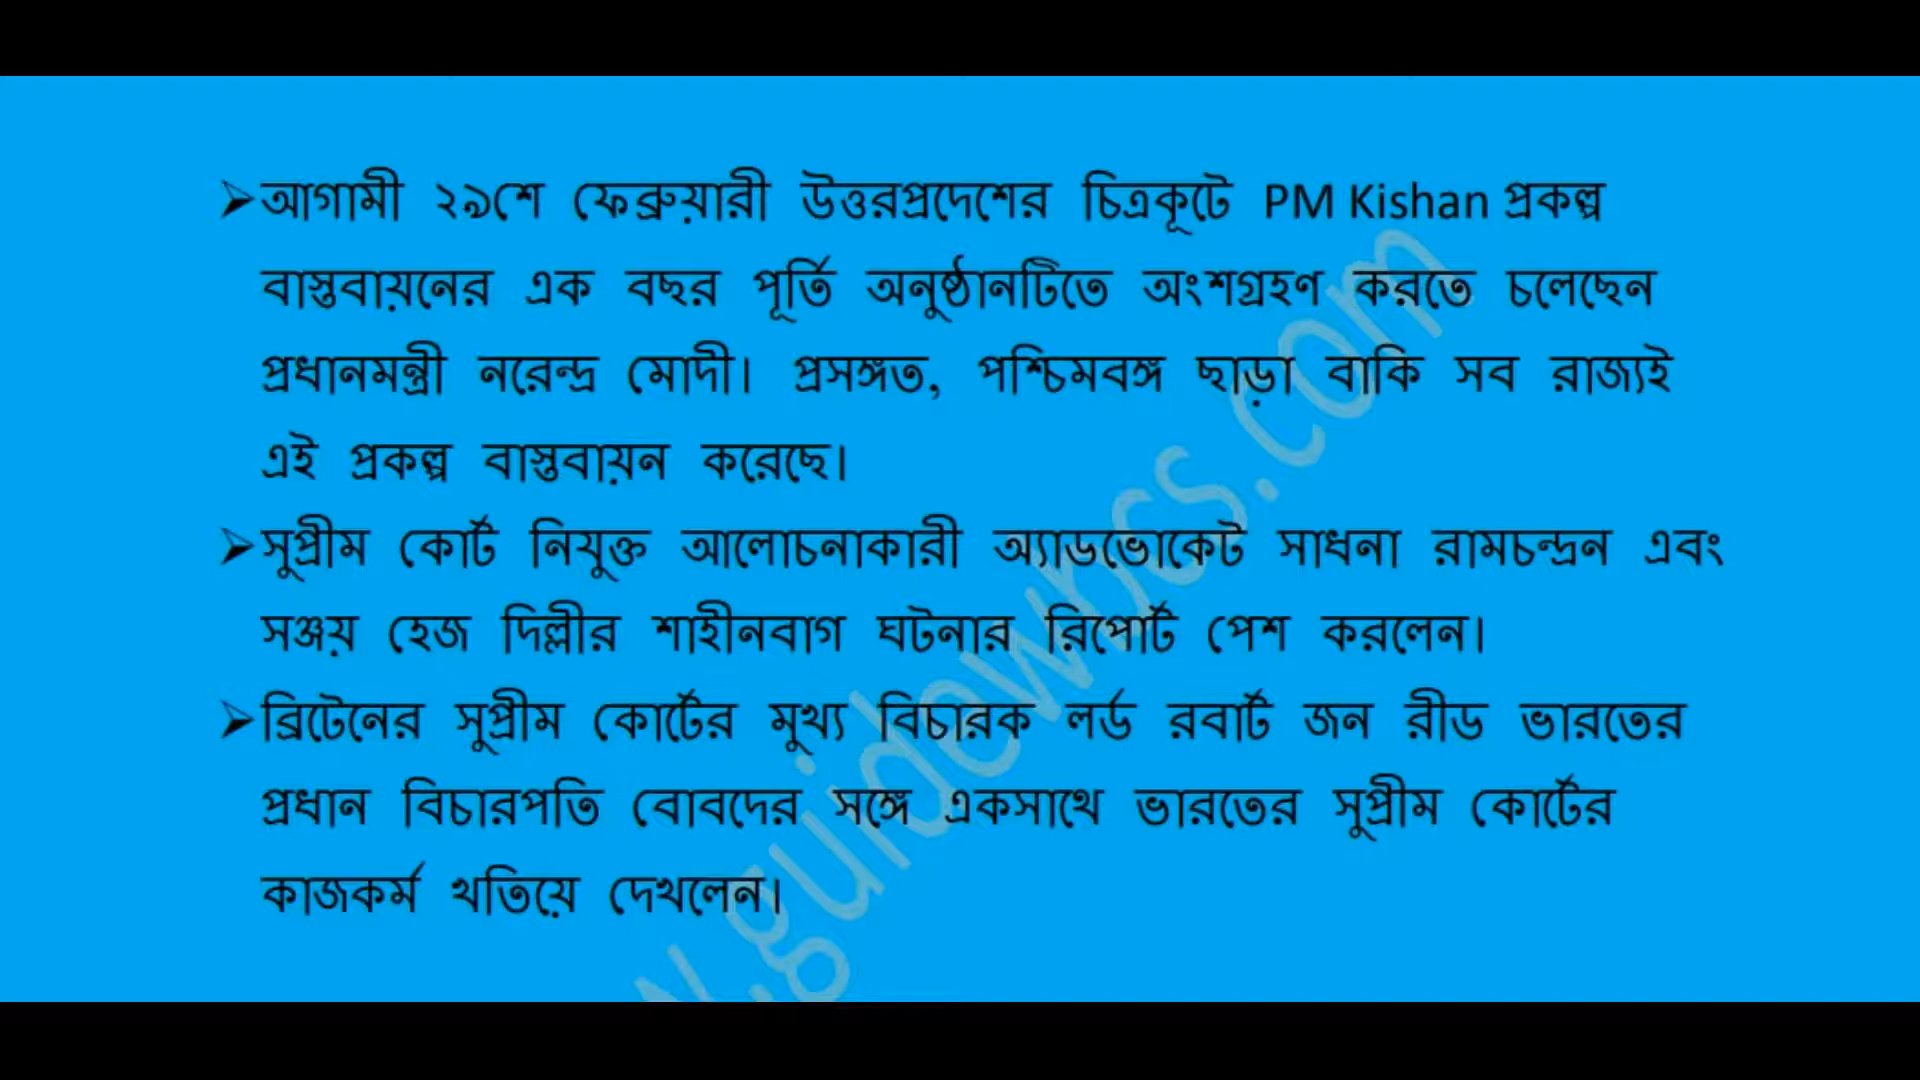 ➢আগামী ২৯শে ফেব্রুয়ারী উত্তরপ্রদেশের চিত্রকূটে PM Kishan প্রকল্প
বাস্তবায়নের এক বছর পূর্তি অনুষ্ঠানটিতে অংশগ্রহণ করতে চলেছেন
প্রধানমন্ত্রী নরেন্দ্র মোদী। প্রসঙ্গত, পশ্চিমবঙ্গ ছাড়া বাকি সব রাজ্যই
এই প্রকল্প বাস্তবায়ন করেছে।
➢সুপ্রীম কোর্ট নিযুক্ত আলোচনাকারী অ্যাডভোকেট সাধনা রামচন্দ্রন এবং
সঞ্জয় হেজ দিল্লীর শাহীনবাগ ঘটনার রিপোর্ট পেশ করলেন।
➢ব্রিটেনের সুপ্রীম কোর্টের মুখ্য বিচারক লর্ড রবার্ট জন রীড ভারতের
প্রধান বিচারপতি বোবদের সঙ্গে একসাথে ভারতের সুপ্রীম কোর্টের
কাজকর্ম খতিয়ে দেখলেন।
w.guidewbcs.com